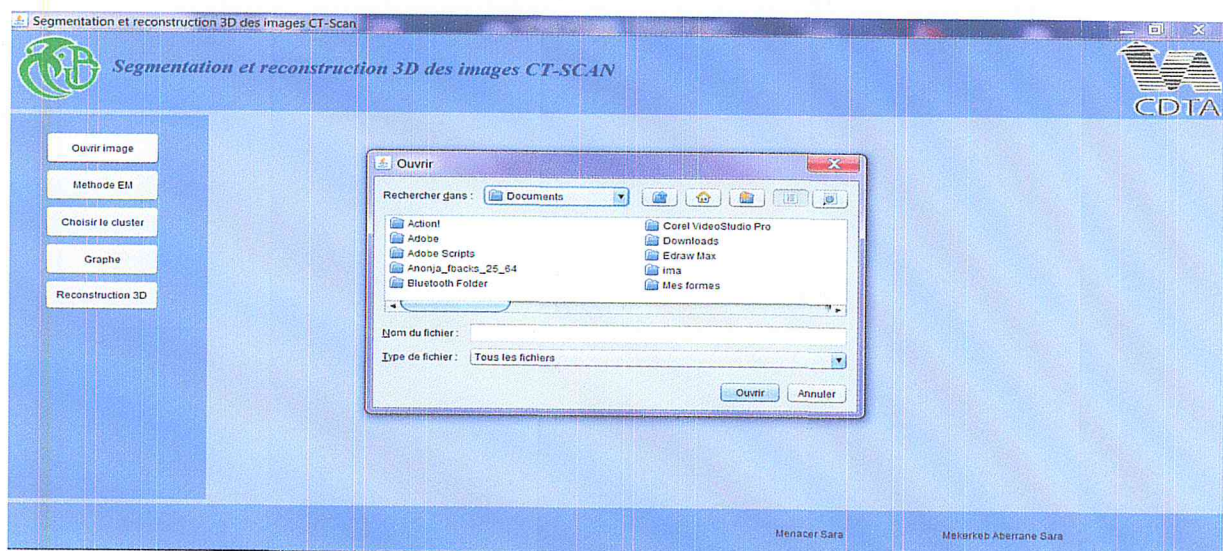 Segmentation et reconstruction 3D des images CT-Scan
Segmentation et reconstruction 3D des images CT-SCAN
CDTA
Ouvrir image
Methode EM
Choisir le cluster
Graphe
Reconstruction 3D
Ouvrir
Rechercher dans :
Documents
Action!
Adobe
Adobe Scripts
Anonja_fbacks_25_64
Bluetooth Folder
Corel VideoStudio Pro
Downloads
Edraw Max
ima
Mes formes
Nom du fichier :
Type de fichier :
Tous les fichiers
Ouvrir
Annuler
Menacer Sara
Mekerkeb Aberrane Sara